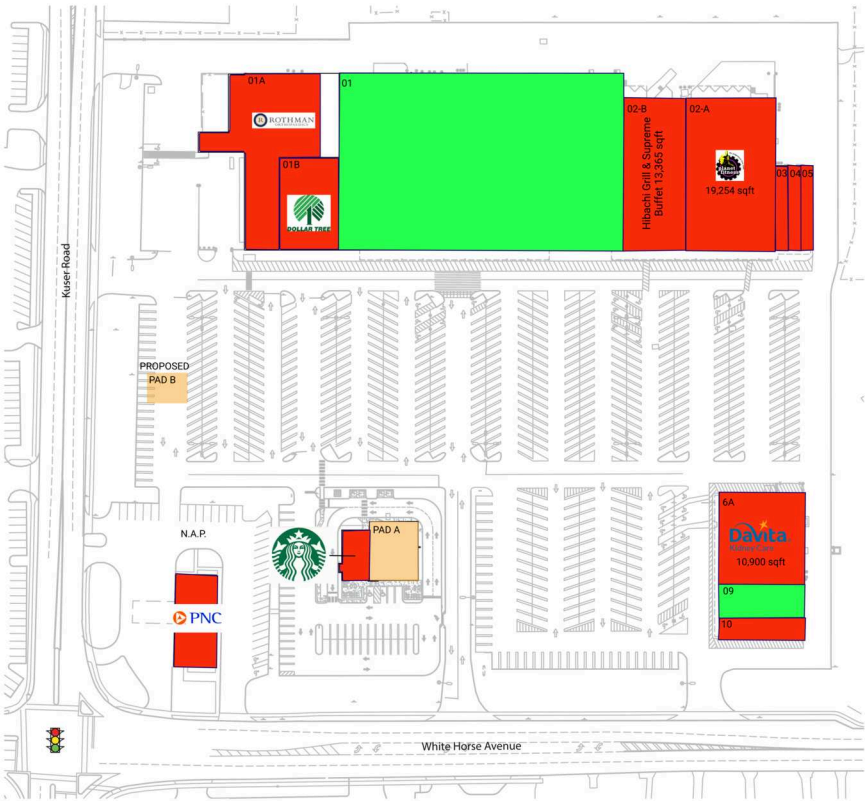 01A
01
ROTHMAN
01B
DOLLAR TREE
02-B
Hibachi Grill & Supreme
Buffet 13,365 sqft
02-A
planet
fitness
19,254 sqft
03 04 05
Kuser Road
PROPOSED
PAD B
N.A.P.
PNC
PAD A
6A
DaVita
Kidney Care
10,900 sqft
09
10
White Horse Avenue